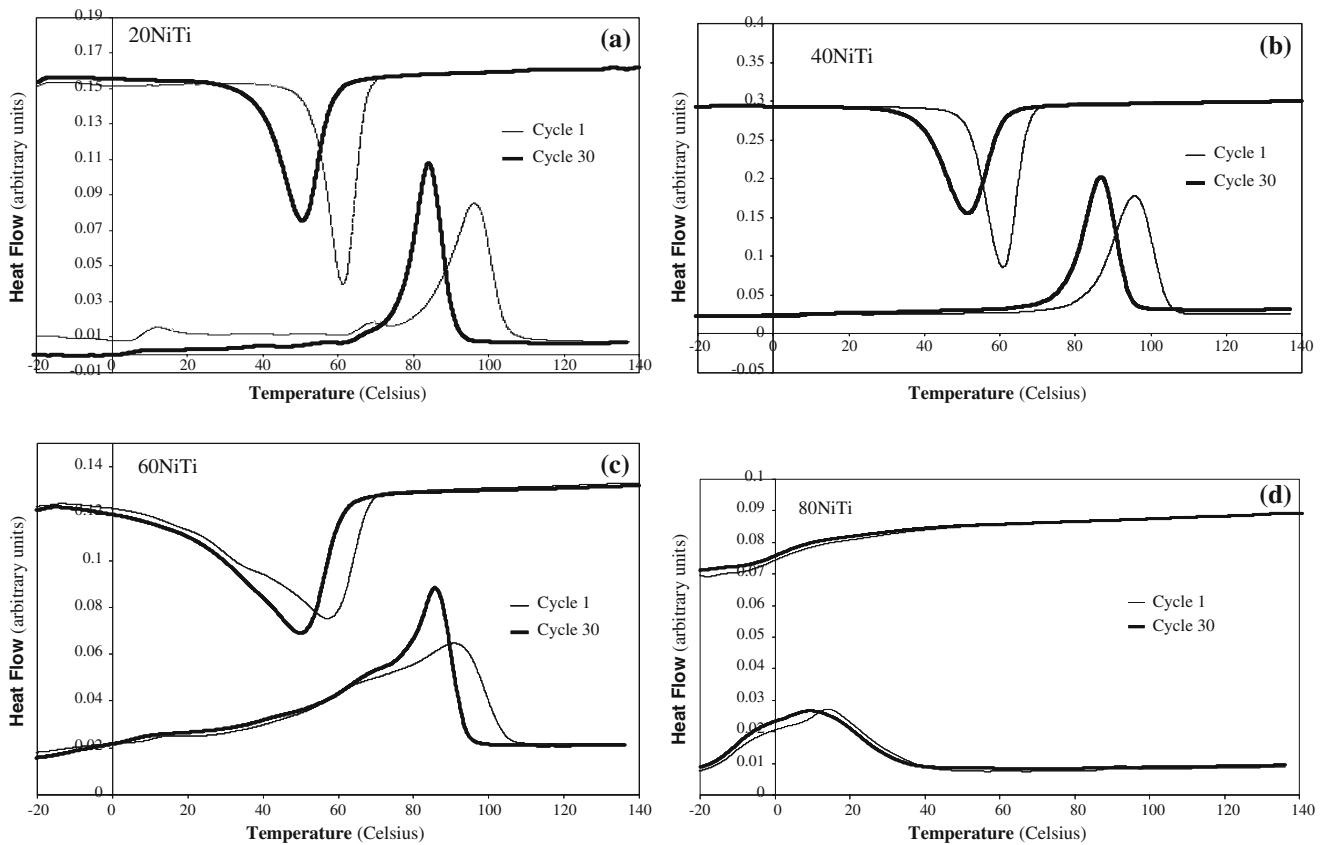 20NiTi
(a)
0.19
0.17
0.15
0.13
0.11
0.09
0.07
0.05
0.03
0.01
-0.01
Cycle 1
Cycle 30
Heat Flow (arbitrary units)
-20 0 20 40 60 80 100 120 140
Temperature (Celsius)
40NiTi
(b)
0.4
0.35
0.3
0.25
0.2
0.15
0.1
0.05
0
-0.05
Cycle 1
Cycle 30
Heat Flow (arbitrary units)
-20 0 20 40 60 80 100 120 140
Temperature (Celsius)
60NiTi
(c)
0.14
0.12
0.1
0.08
0.06
0.04
0.02
0
Cycle 1
Cycle 30
Heat Flow (arbitrary units)
-20 0 20 40 60 80 100 120 140
Temperature (Celsius)
80NiTi
(d)
0.1
0.09
0.08
0.07
0.06
0.05
0.04
0.03
0.02
0.01
0
Cycle 1
Cycle 30
Heat Flow (arbitrary units)
-20 0 20 40 60 80 100 120 140
Temperature (Celsius)